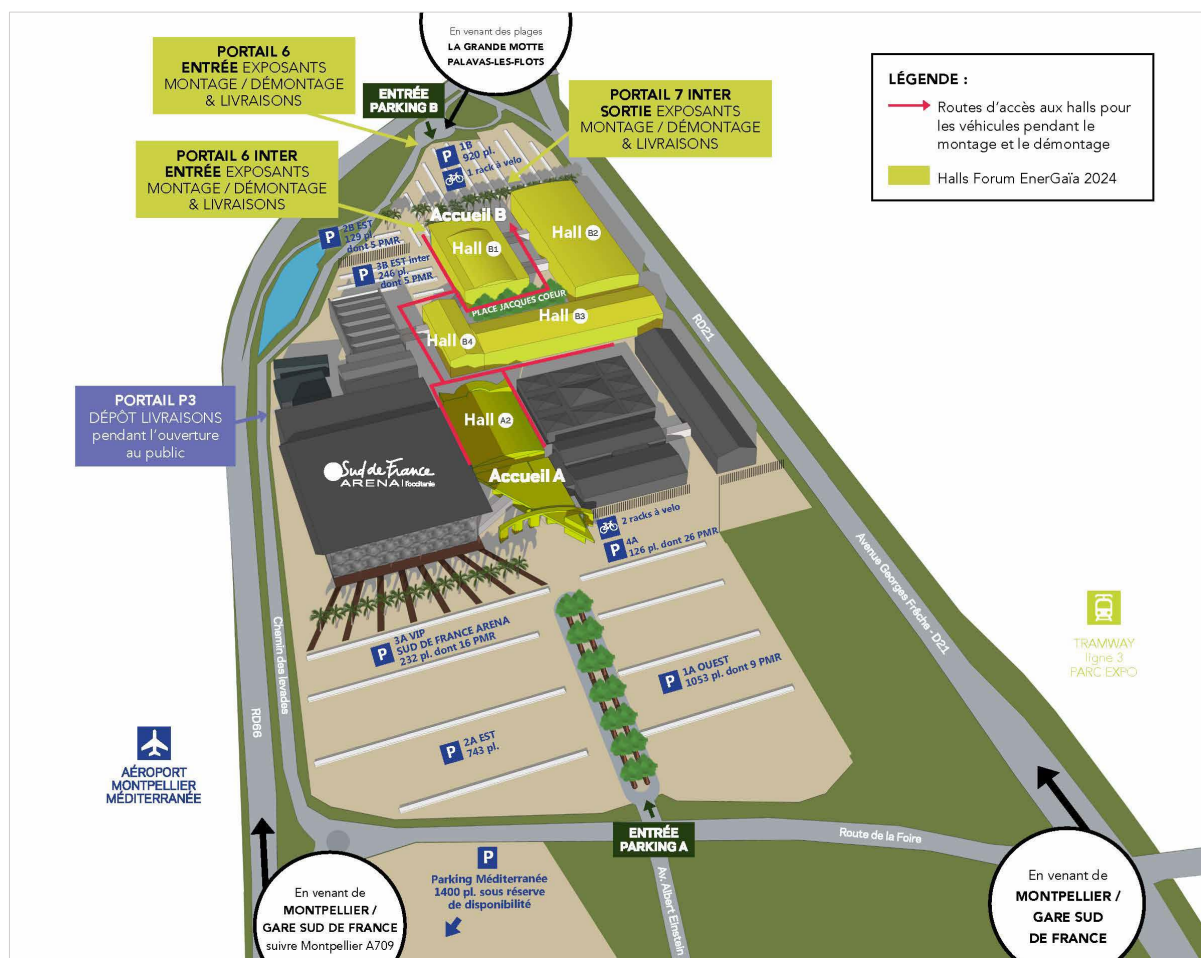 En venant des plages
LA GRANDE MOTTE
PALAVAS-LES-FLOTS
PORTAIL 6
ENTRÉE EXPOSANTS
MONTAGE / DÉMONTAGE
& LIVRAISONS
ENTRÉE
PARKING B
PORTAIL 7 INTER
SORTIE EXPOSANTS
MONTAGE / DÉMONTAGE
& LIVRAISONS
LÉGENDE :
Routes d'accès aux halls pour
les véhicules pendant le
montage et le démontage
Halls Forum EnerGaïa 2024
PORTAIL 6 INTER
ENTRÉE EXPOSANTS
MONTAGE / DÉMONTAGE
& LIVRAISONS
P 1B
920 pl.
1 rack à velo
Accueil B
P 2B EST
129 pl.
dont 5 PMR
P 3B EST inter
246 pl.
dont 5 PMR
Hall B1
Hall B2
PLACE JACQUES COEUR
Hall B3
Hall B4
RD21
PORTAIL P3
DÉPÔT LIVRAISONS
pendant l'ouverture
au public
Hall A2
Sud de France
ARENA | l'occitanie
Accueil A
2 racks à velo
P 4A
126 pl. dont 26 PMR
Avenue Georges Frêche - D21
TRAMWAY
ligne 3
PARC EXPO
Chemin des levades
RD66
P 3A VIP
SUD DE FRANCE ARENA
232 pl. dont 16 PMR
P 1A OUEST
1053 pl. dont 9 PMR
P 2A EST
743 pl.
AÉROPORT
MONTPELLIER
MÉDITERRANÉE
ENTRÉE
PARKING A
Route de la Foire
Av. Albert Einstein
P
Parking Méditerranée
1400 pl. sous réserve
de disponibilité
En venant de
MONTPELLIER /
GARE SUD DE FRANCE
suivre Montpellier A709
En venant de
MONTPELLIER /
GARE SUD
DE FRANCE